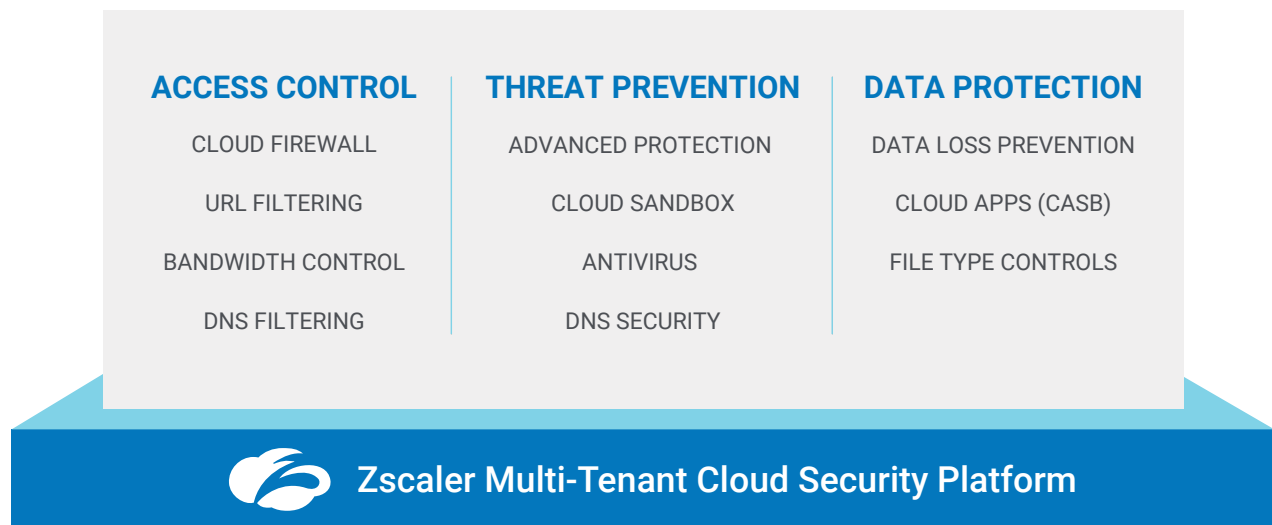 ACCESS CONTROL
CLOUD FIREWALL
URL FILTERING
BANDWIDTH CONTROL
DNS FILTERING
THREAT PREVENTION
ADVANCED PROTECTION
CLOUD SANDBOX
ANTIVIRUS
DNS SECURITY
DATA PROTECTION
DATA LOSS PREVENTION
CLOUD APPS (CASB)
FILE TYPE CONTROLS
Zscaler Multi-Tenant Cloud Security Platform